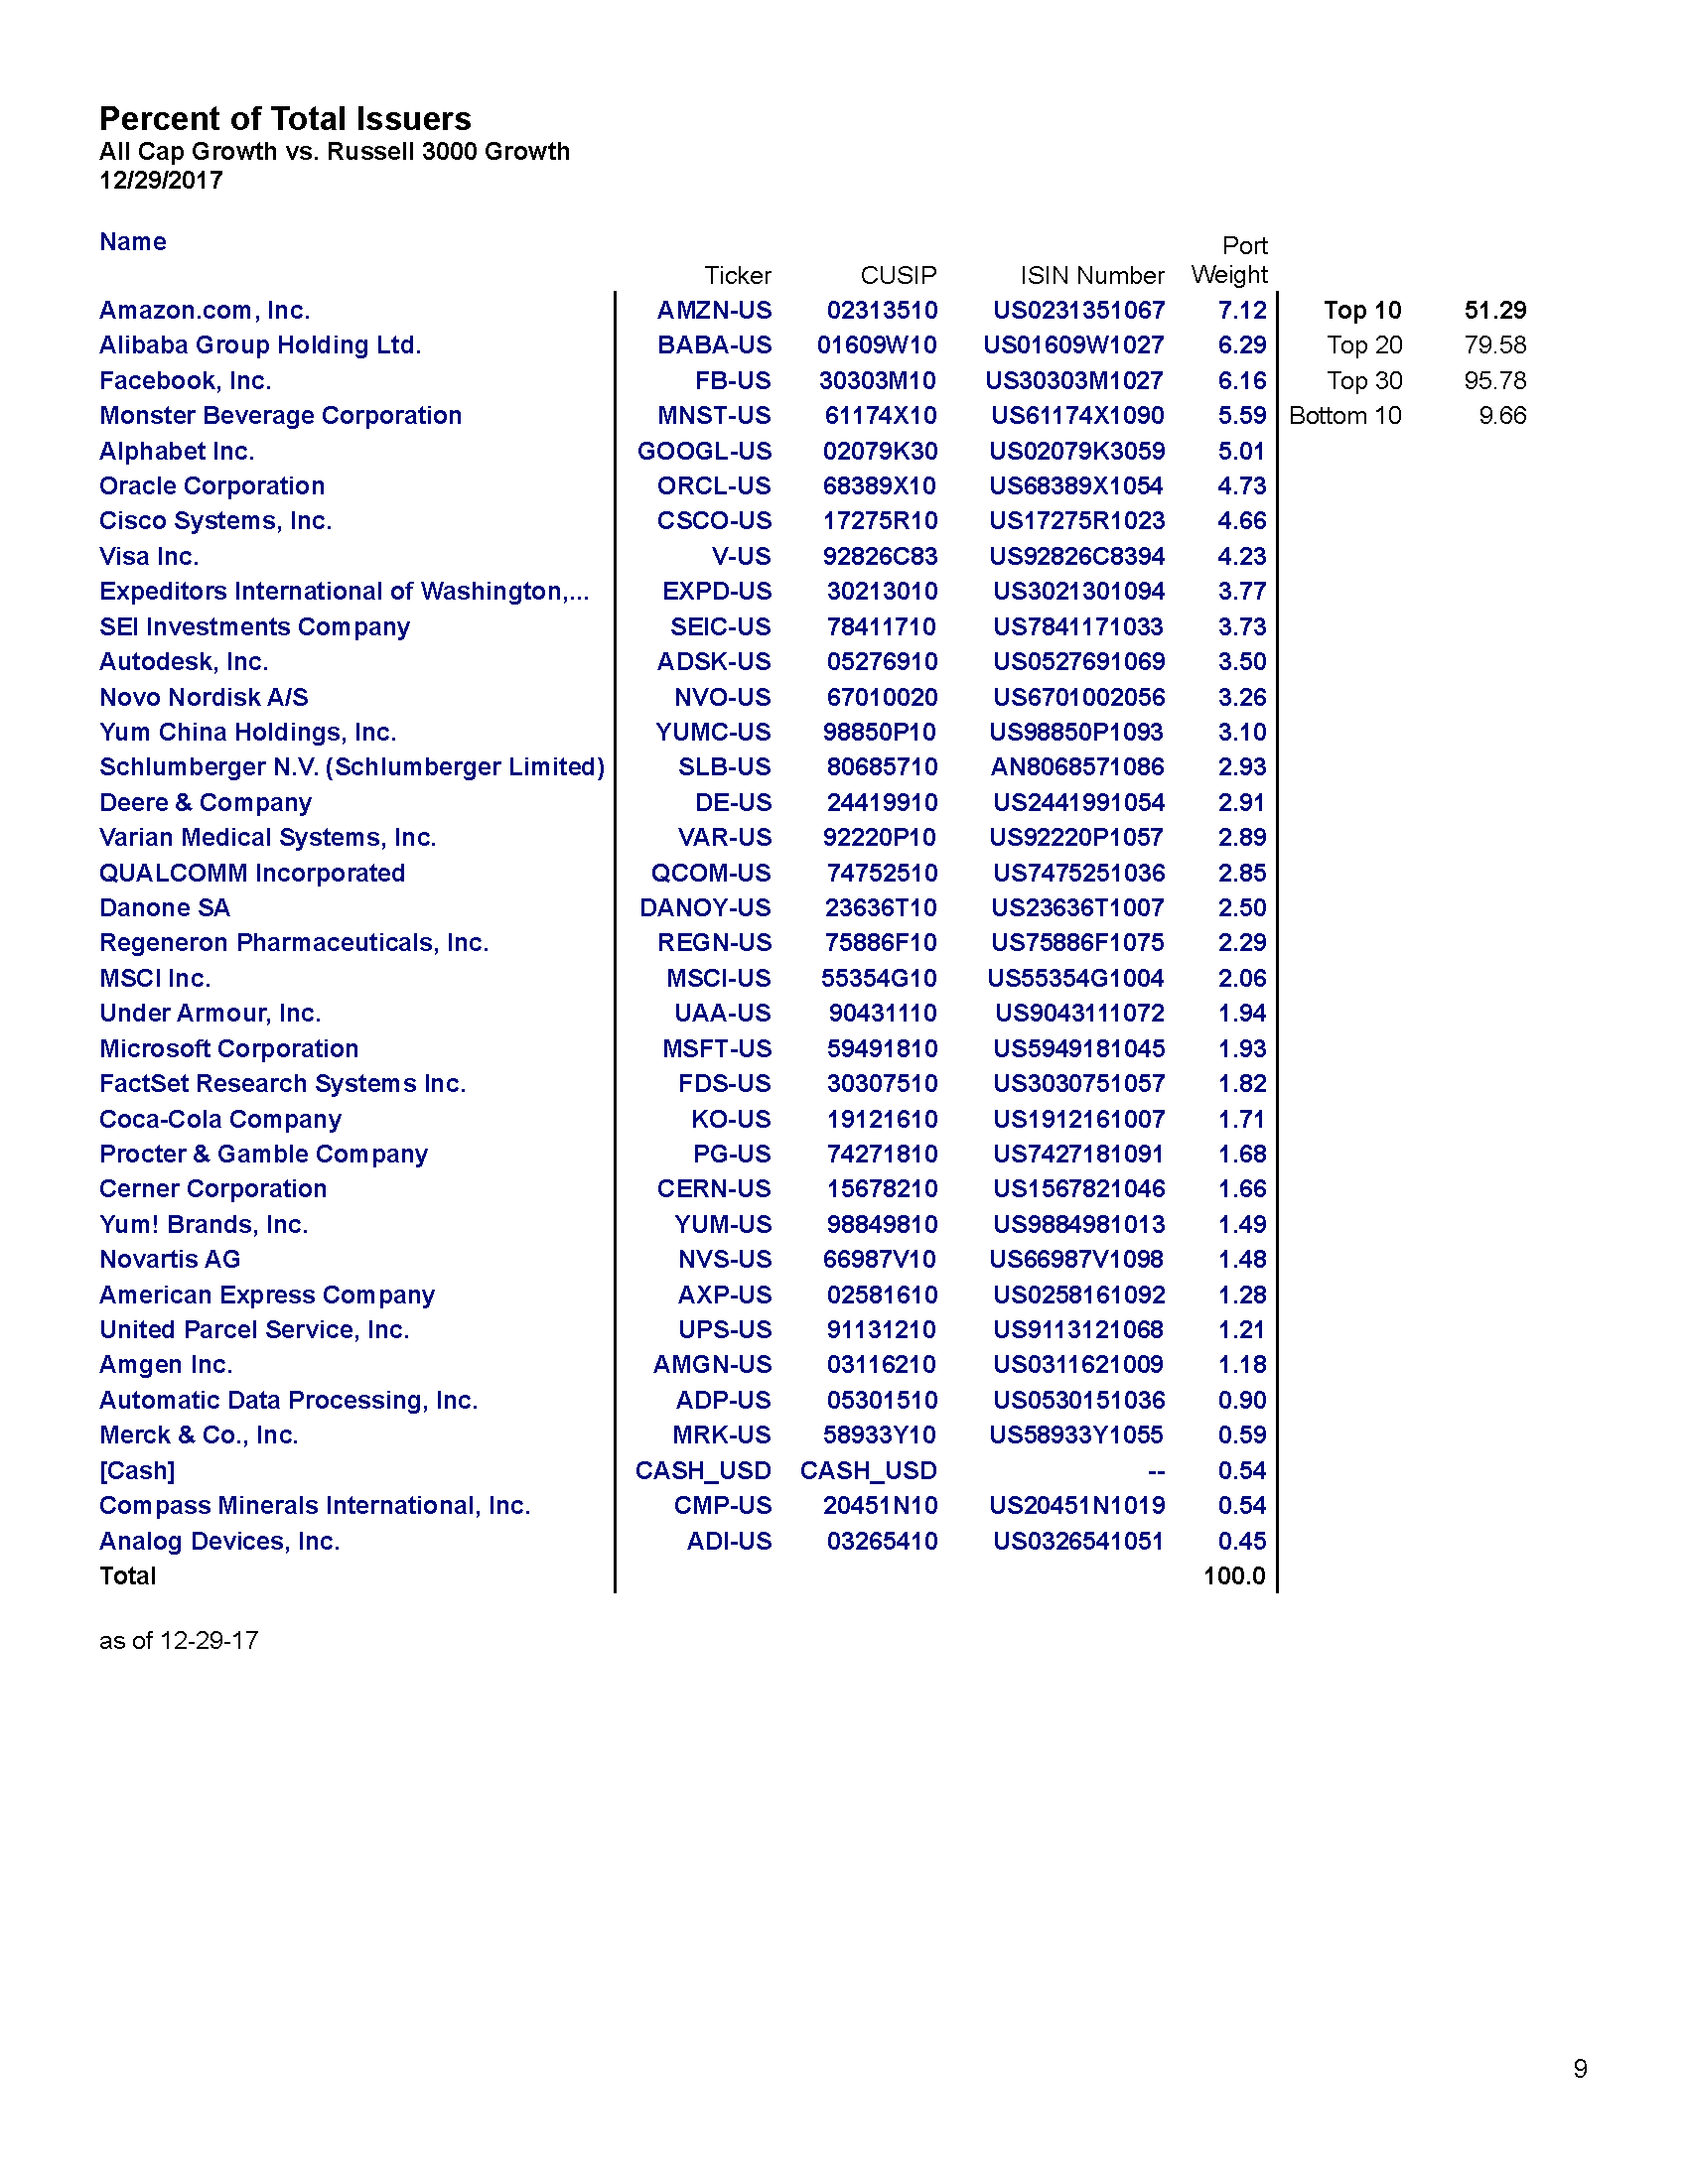 Percent of Total Issuers
All Cap Growth vs. Russell 3000 Growth
12/29/2017
Name Ticker CUSIP ISIN Number Port Weight
Amazon.com, Inc. AMZN-US 02313510 US0231351067 7.12 Top 10 51.29
Alibaba Group Holding Ltd. BABA-US 01609W10 US01609W1027 6.29 Top 20 79.58
Facebook, Inc. FB-US 30303M10 US30303M1027 6.16 Top 30 95.78
Monster Beverage Corporation MNST-US 61174X10 US61174X1090 5.59 Bottom 10 9.66
Alphabet Inc. GOOGL-US 02079K30 US02079K3059 5.01
Oracle Corporation ORCL-US 68389X10 US68389X1054 4.73
Cisco Systems, Inc. CSCO-US 17275R10 US17275R1023 4.66
Visa Inc. V-US 92826C83 US92826C8394 4.23
Expeditors International of Washington,... EXPD-US 30213010 US3021301094 3.77
SEI Investments Company SEIC-US 78411710 US7841171033 3.73
Autodesk, Inc. ADSK-US 05276910 US0527691069 3.50
Novo Nordisk A/S NVO-US 67010020 US6701002056 3.26
Yum China Holdings, Inc. YUMC-US 98850P10 US98850P1093 3.10
Schlumberger N.V. (Schlumberger Limited) SLB-US 80685710 AN8068571086 2.93
Deere & Company DE-US 24419910 US2441991054 2.91
Varian Medical Systems, Inc. VAR-US 92220P10 US92220P1057 2.89
QUALCOMM Incorporated QCOM-US 74752510 US7475251036 2.85
Danone SA DANOY-US 23636T10 US23636T1007 2.50
Regeneron Pharmaceuticals, Inc. REGN-US 75886F10 US75886F1075 2.29
MSCI Inc. MSCI-US 55354G10 US55354G1004 2.06
Under Armour, Inc. UAA-US 90431110 US9043111072 1.94
Microsoft Corporation MSFT-US 59491810 US5949181045 1.93
FactSet Research Systems Inc. FDS-US 30307510 US3030751057 1.82
Coca-Cola Company KO-US 19121610 US1912161007 1.71
Procter & Gamble Company PG-US 74271810 US7427181091 1.68
Cerner Corporation CERN-US 15678210 US1567821046 1.66
Yum! Brands, Inc. YUM-US 98849810 US9884981013 1.49
Novartis AG NVS-US 66987V10 US66987V1098 1.48
American Express Company AXP-US 02581610 US0258161092 1.28
United Parcel Service, Inc. UPS-US 91131210 US9113121068 1.21
Amgen Inc. AMGN-US 03116210 US0311621009 1.18
Automatic Data Processing, Inc. ADP-US 05301510 US0530151036 0.90
Merck & Co., Inc. MRK-US 58933Y10 US58933Y1055 0.59
[Cash] CASH_USD CASH_USD -- 0.54
Compass Minerals International, Inc. CMP-US 20451N10 US20451N1019 0.54
Analog Devices, Inc. ADI-US 03265410 US0326541051 0.45
Total 100.0
as of 12-29-17
9